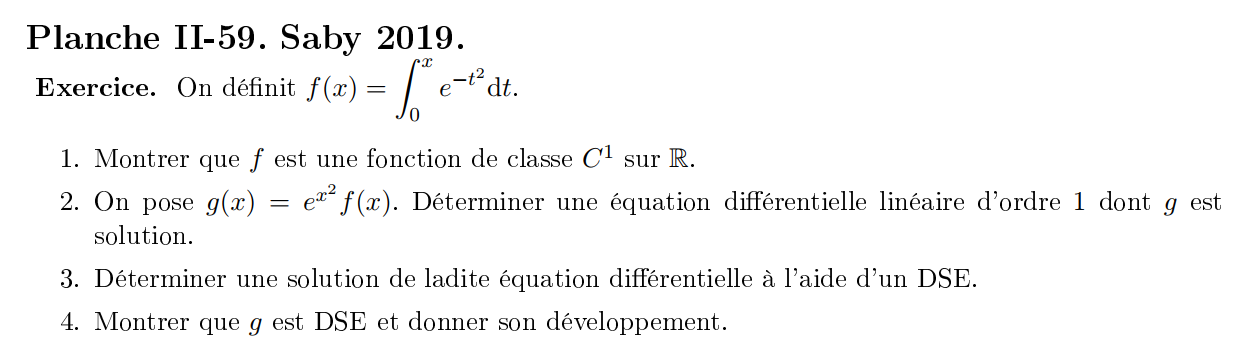 Planche II-59. Saby 2019.
Exercice. On définit $f(x) = \int_0^x e^{-t^2} \mathrm{d}t$.
1. Montrer que $f$ est une fonction de classe $C^1$ sur $\mathbb{R}$.
2. On pose $g(x) = e^{x^2} f(x)$. Déterminer une équation différentielle linéaire d'ordre 1 dont $g$ est
solution.
3. Déterminer une solution de ladite équation différentielle à l'aide d'un DSE.
4. Montrer que $g$ est DSE et donner son développement.